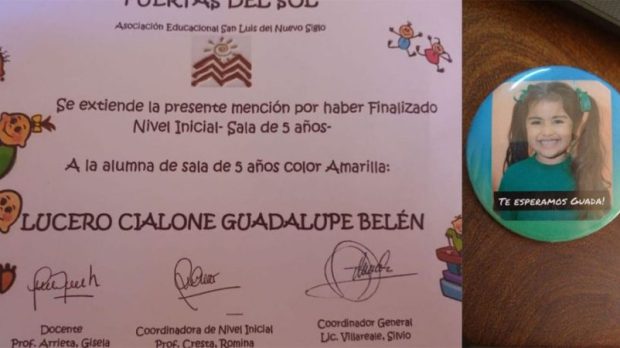 PUERTAS DEL SOL
Asociación Educacional San Luis del Nuevo Siglo
Se extiende la presente mención por haber Finalizado
Nivel Inicial- Sala de 5 años-
A la alumna de sala de 5 años color Amarilla:
LUCERO CIALONE GUADALUPE BELÉN
Docente
Prof. Arrieta, Gisela
Coordinadora de Nivel Inicial
Prof. Cresta, Romina
Coordinador General
Lic. Villareale, Silvio
TE ESPERAMOS GUADA!